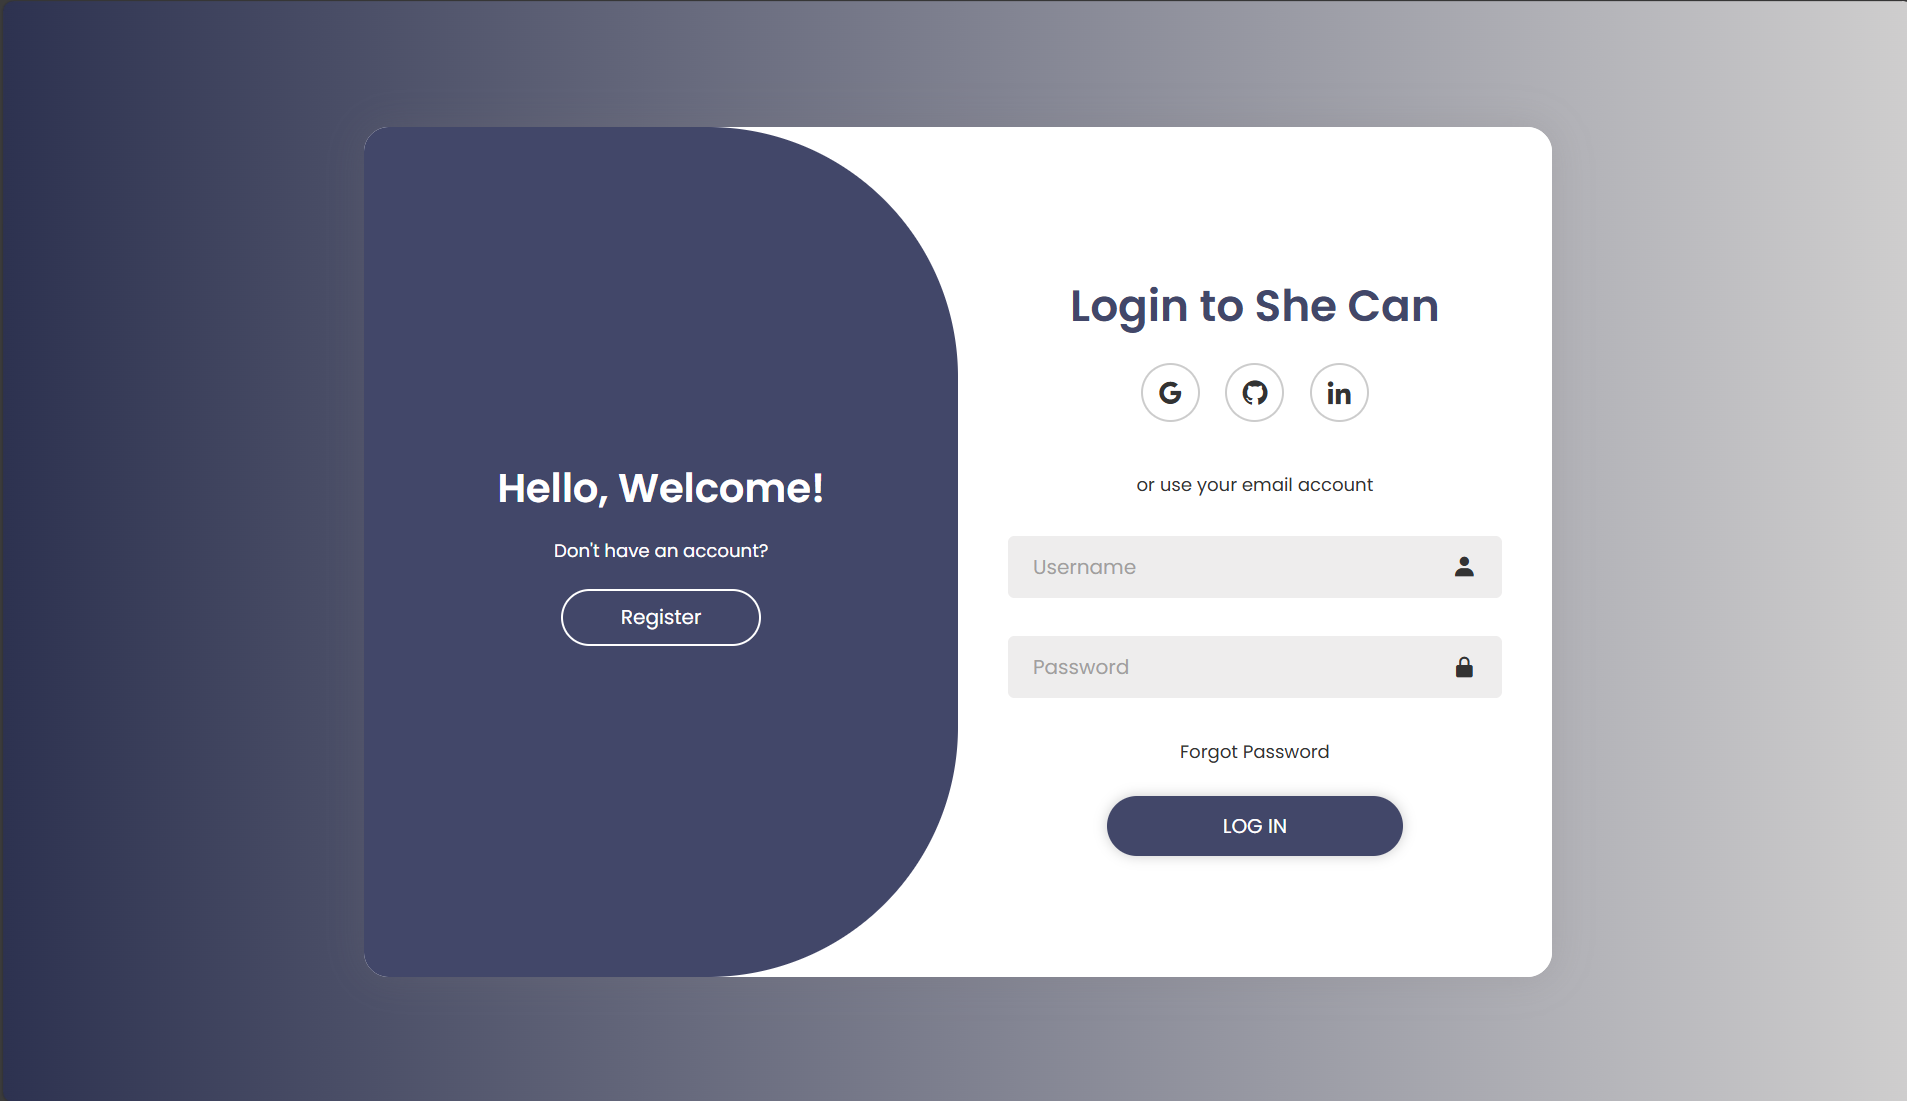 Hello, Welcome!
Don't have an account?
Register
Login to She Can
or use your email account
Username
Password
Forgot Password
LOG IN